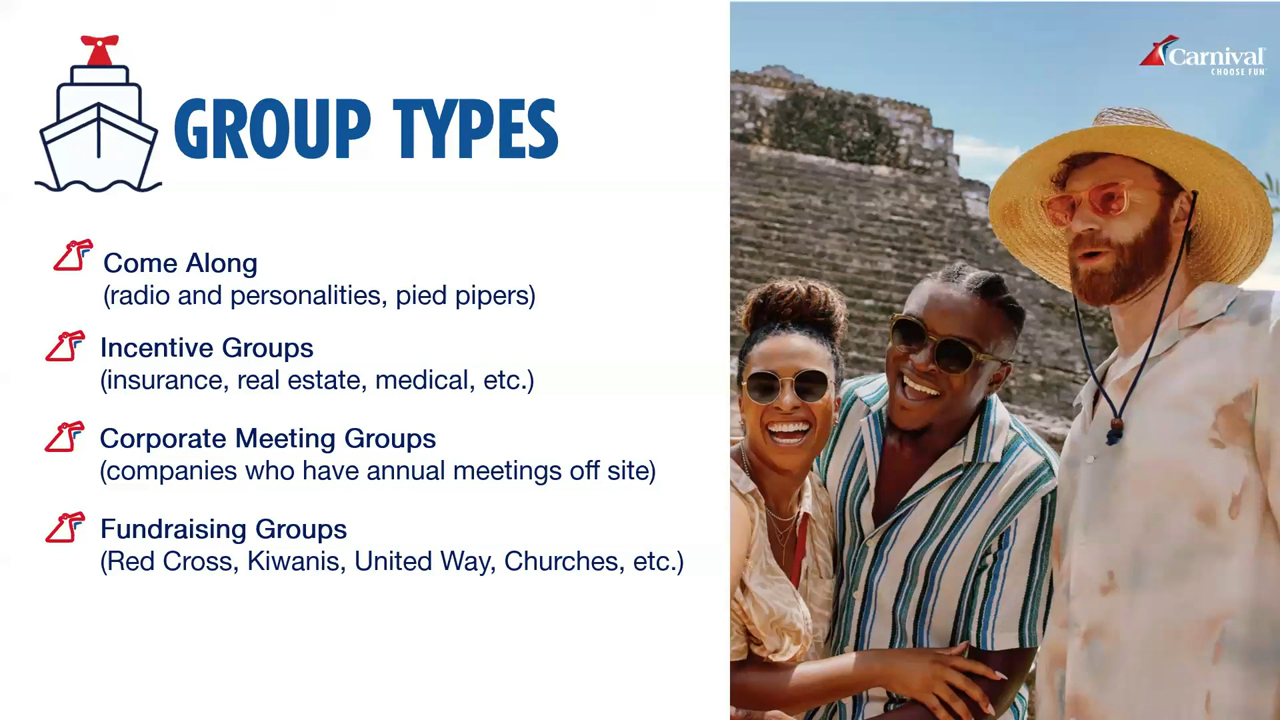 GROUP TYPES
Come Along
(radio and personalities, pied pipers)
Incentive Groups
(insurance, real estate, medical, etc.)
Corporate Meeting Groups
(companies who have annual meetings off site)
Fundraising Groups
(Red Cross, Kiwanis, United Way, Churches, etc.)
Carnival
CHOOSE FUN